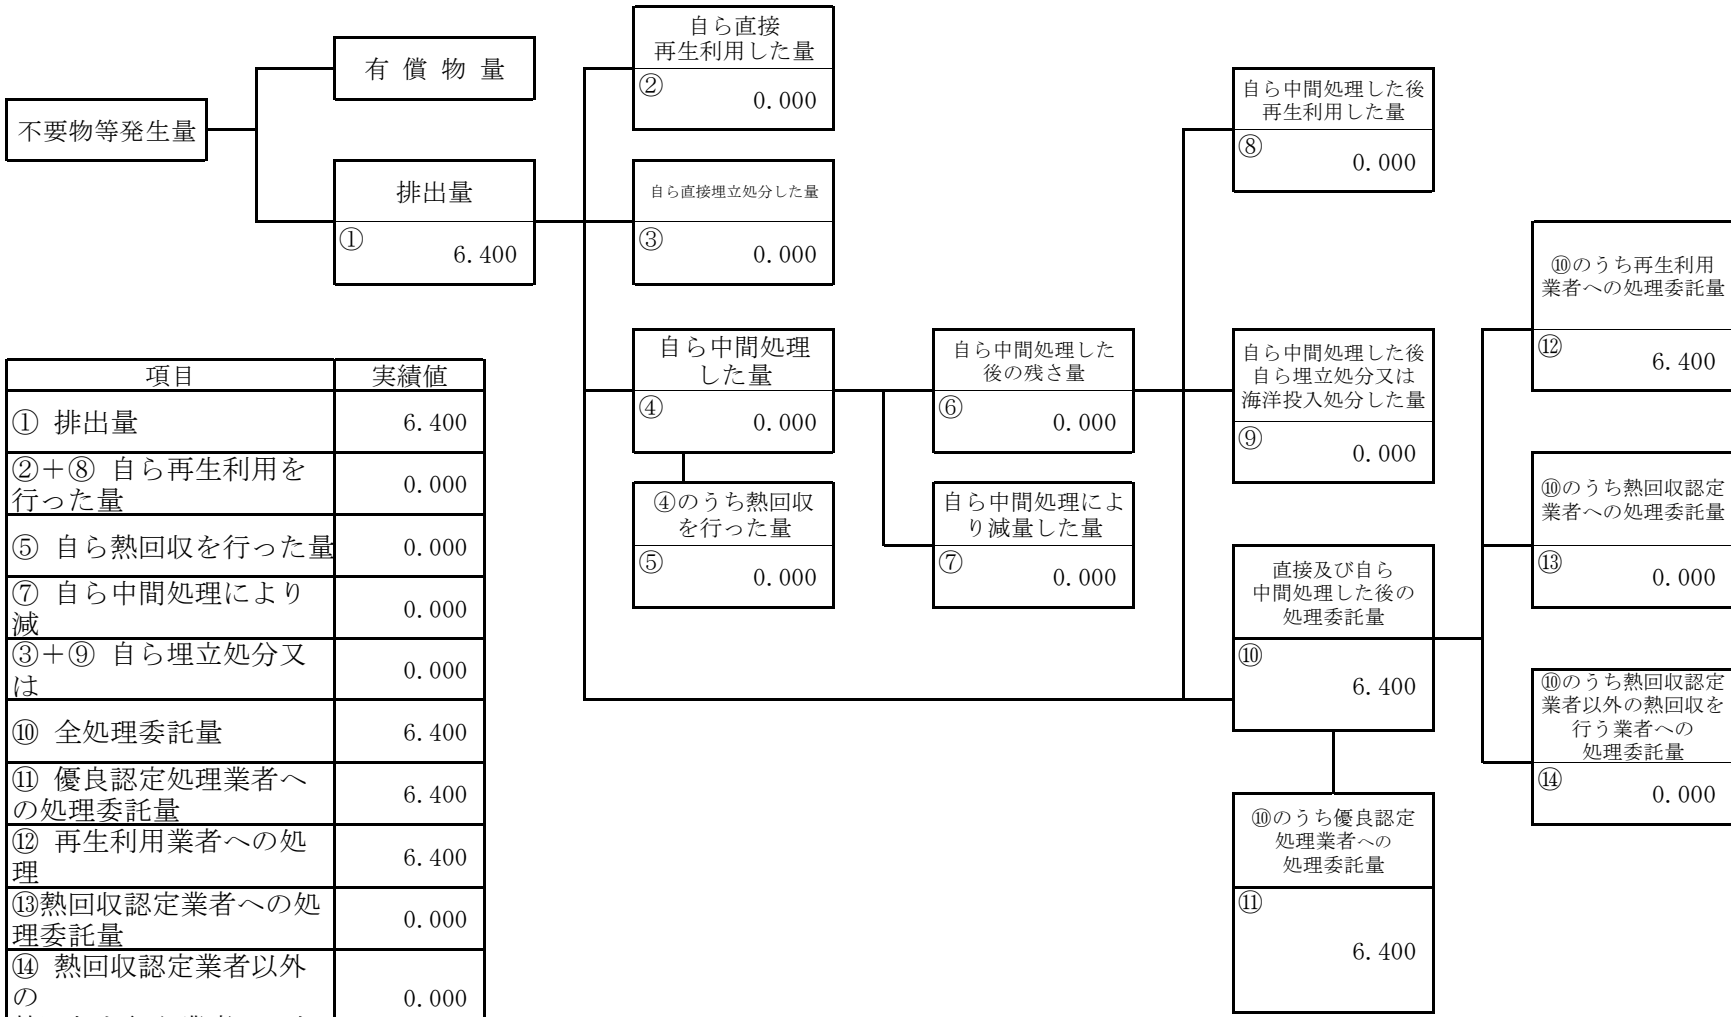 不要物等発生量
有 償 物 量
排出量
①
6.400
自ら直接
再生利用した量
②
0.000
自ら直接埋立処分した量
③
0.000
自ら中間処理
した量
④
0.000
④のうち熱回収
を行った量
⑤
0.000
自ら中間処理した
後の残さ量
⑥
0.000
自ら中間処理によ
り減量した量
⑦
0.000
自ら中間処理した後
再生利用した量
⑧
0.000
自ら中間処理した後
自ら埋立処分又は
海洋投入処分した量
⑨
0.000
直接及び自ら
中間処理した後の
処理委託量
⑩
6.400
⑩のうち優良認定
処理業者への
処理委託量
⑪
6.400
⑩のうち再生利用
業者への処理委託量
⑫
6.400
⑩のうち熱回収認定
業者への処理委託量
⑬
0.000
⑩のうち熱回収認定
業者以外の熱回収を
行う業者への
処理委託量
⑭
0.000
項目 実績値
① 排出量 6.400
②＋⑧ 自ら再生利用を
行った量 0.000
⑤ 自ら熱回収を行った量 0.000
⑦ 自ら中間処理により
減 0.000
③＋⑨ 自ら埋立処分又
は 0.000
⑩ 全処理委託量 6.400
⑪ 優良認定処理業者へ
の処理委託量 6.400
⑫ 再生利用業者への処
理 6.400
⑬熱回収認定業者への処
理委託量 0.000
⑭ 熱回収認定業者以外
の 0.000